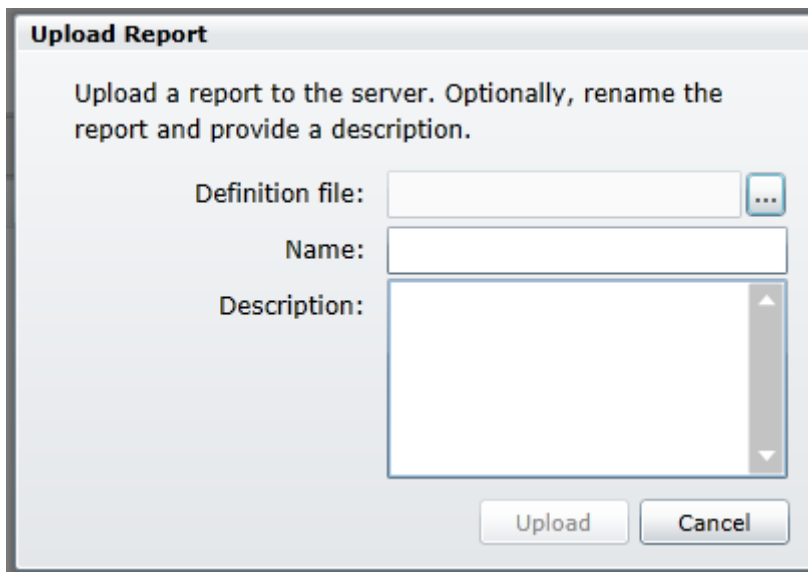 Upload Report
Upload a report to the server. Optionally, rename the
report and provide a description.
Definition file:
...
Name:
Description:
Upload
Cancel